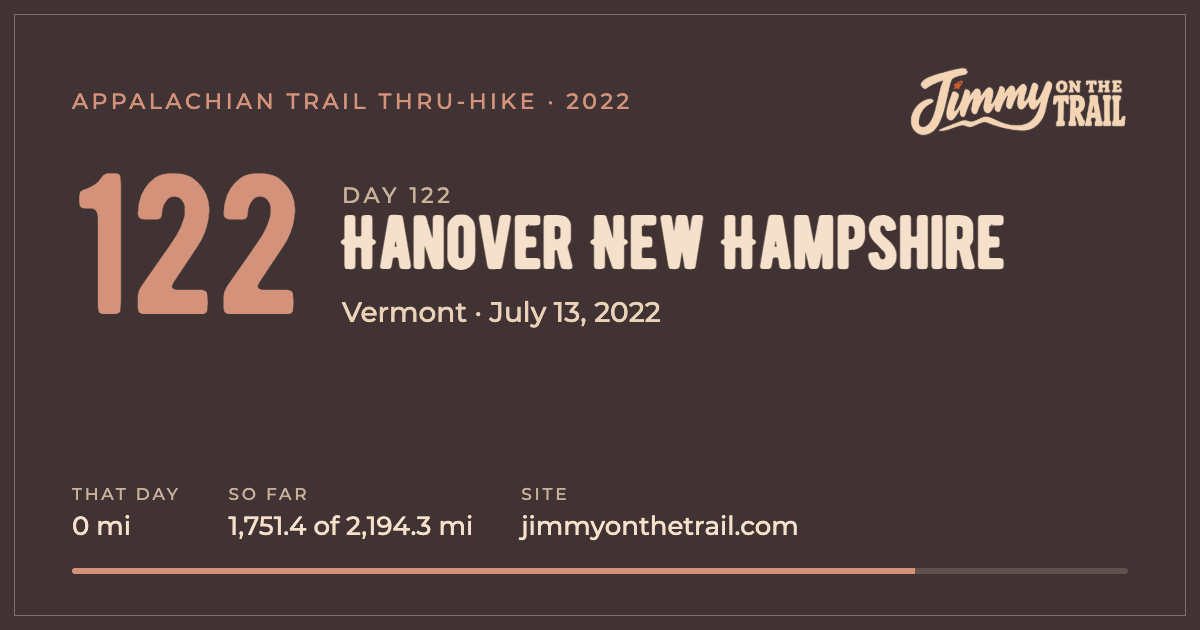 APPALACHIAN TRAIL THRU-HIKE · 2022
Jimmy ON THE TRAIL
122
DAY 122
HANOVER NEW HAMPSHIRE
Vermont · July 13, 2022
THAT DAY SO FAR SITE
0 mi 1,751.4 of 2,194.3 mi jimmyonthetrail.com